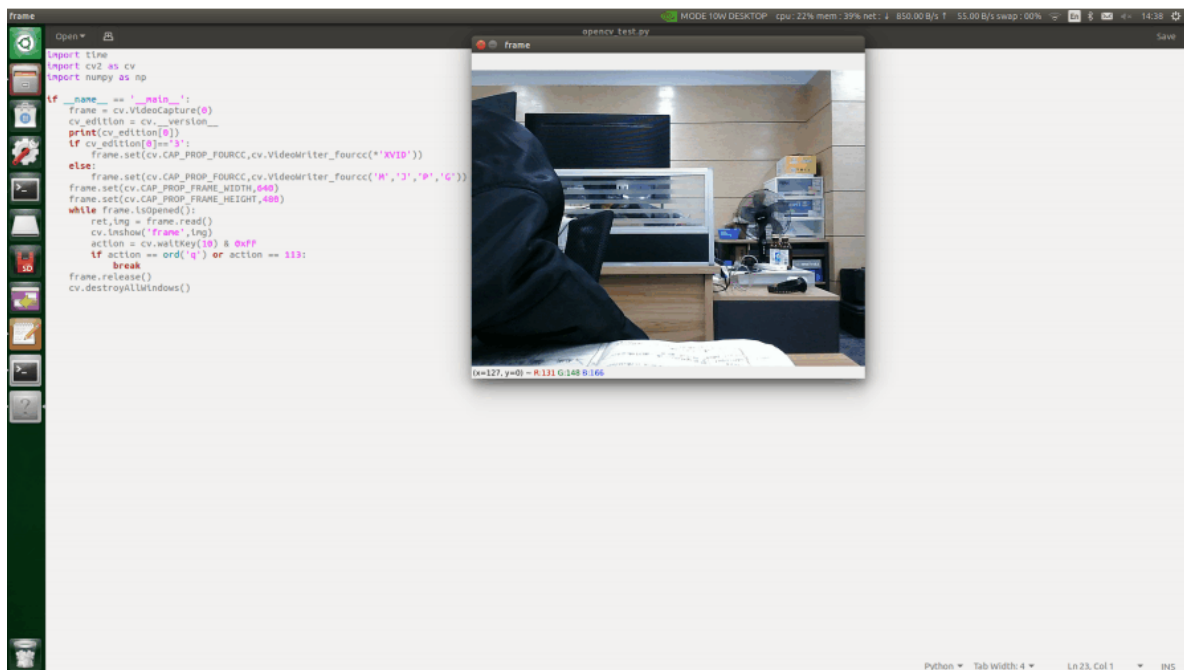 frame
MODE 10W DESKTOP cpu : 22% mem : 39% net : ↓ 850.00 B/s ↑ 55.00 B/s swap : 00% En 14:38
Open opencv_test.py Save
import time
import cv2 as cv
import numpy as np
if __name__ == '__main__':
frame = cv.VideoCapture(0)
cv_edition = cv.__version__
print(cv_edition[0])
if cv_edition[0]=='3':
frame.set(cv.CAP_PROP_FOURCC,cv.VideoWriter_fourcc(*'XVID'))
else:
frame.set(cv.CAP_PROP_FOURCC,cv.VideoWriter_fourcc('M','J','P','G'))
frame.set(cv.CAP_PROP_FRAME_WIDTH,640)
frame.set(cv.CAP_PROP_FRAME_HEIGHT,480)
while frame.isOpened():
ret,img = frame.read()
cv.imshow('frame',img)
action = cv.waitKey(10) & 0xff
if action == ord('q') or action == 113:
break
frame.release()
cv.destroyAllWindows()
frame
(x=127, y=0) ~ R:131 G:148 B:166
SD
Python Tab Width: 4 Ln 23, Col 1 INS